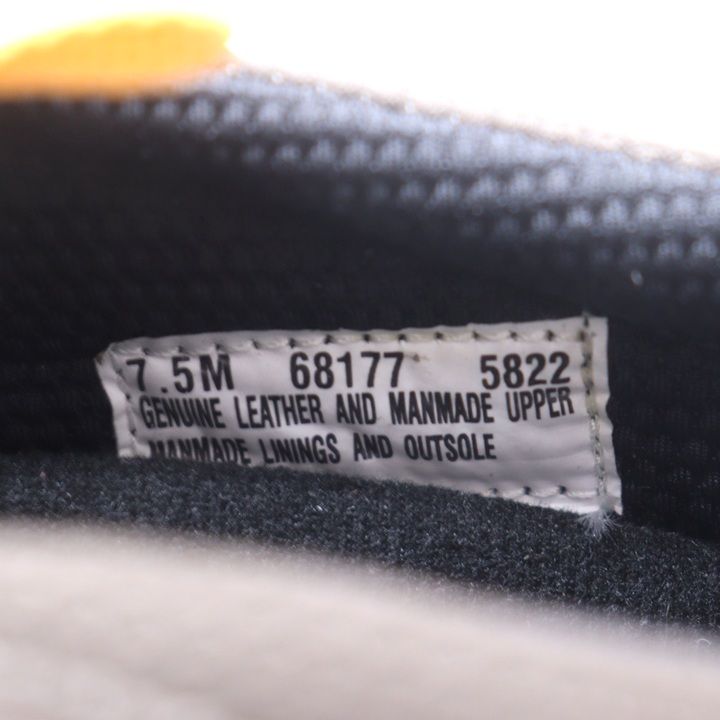 7.5M 68177 5822
GENUINE LEATHER AND MANMADE UPPER
MANMADE LININGS AND OUTSOLE